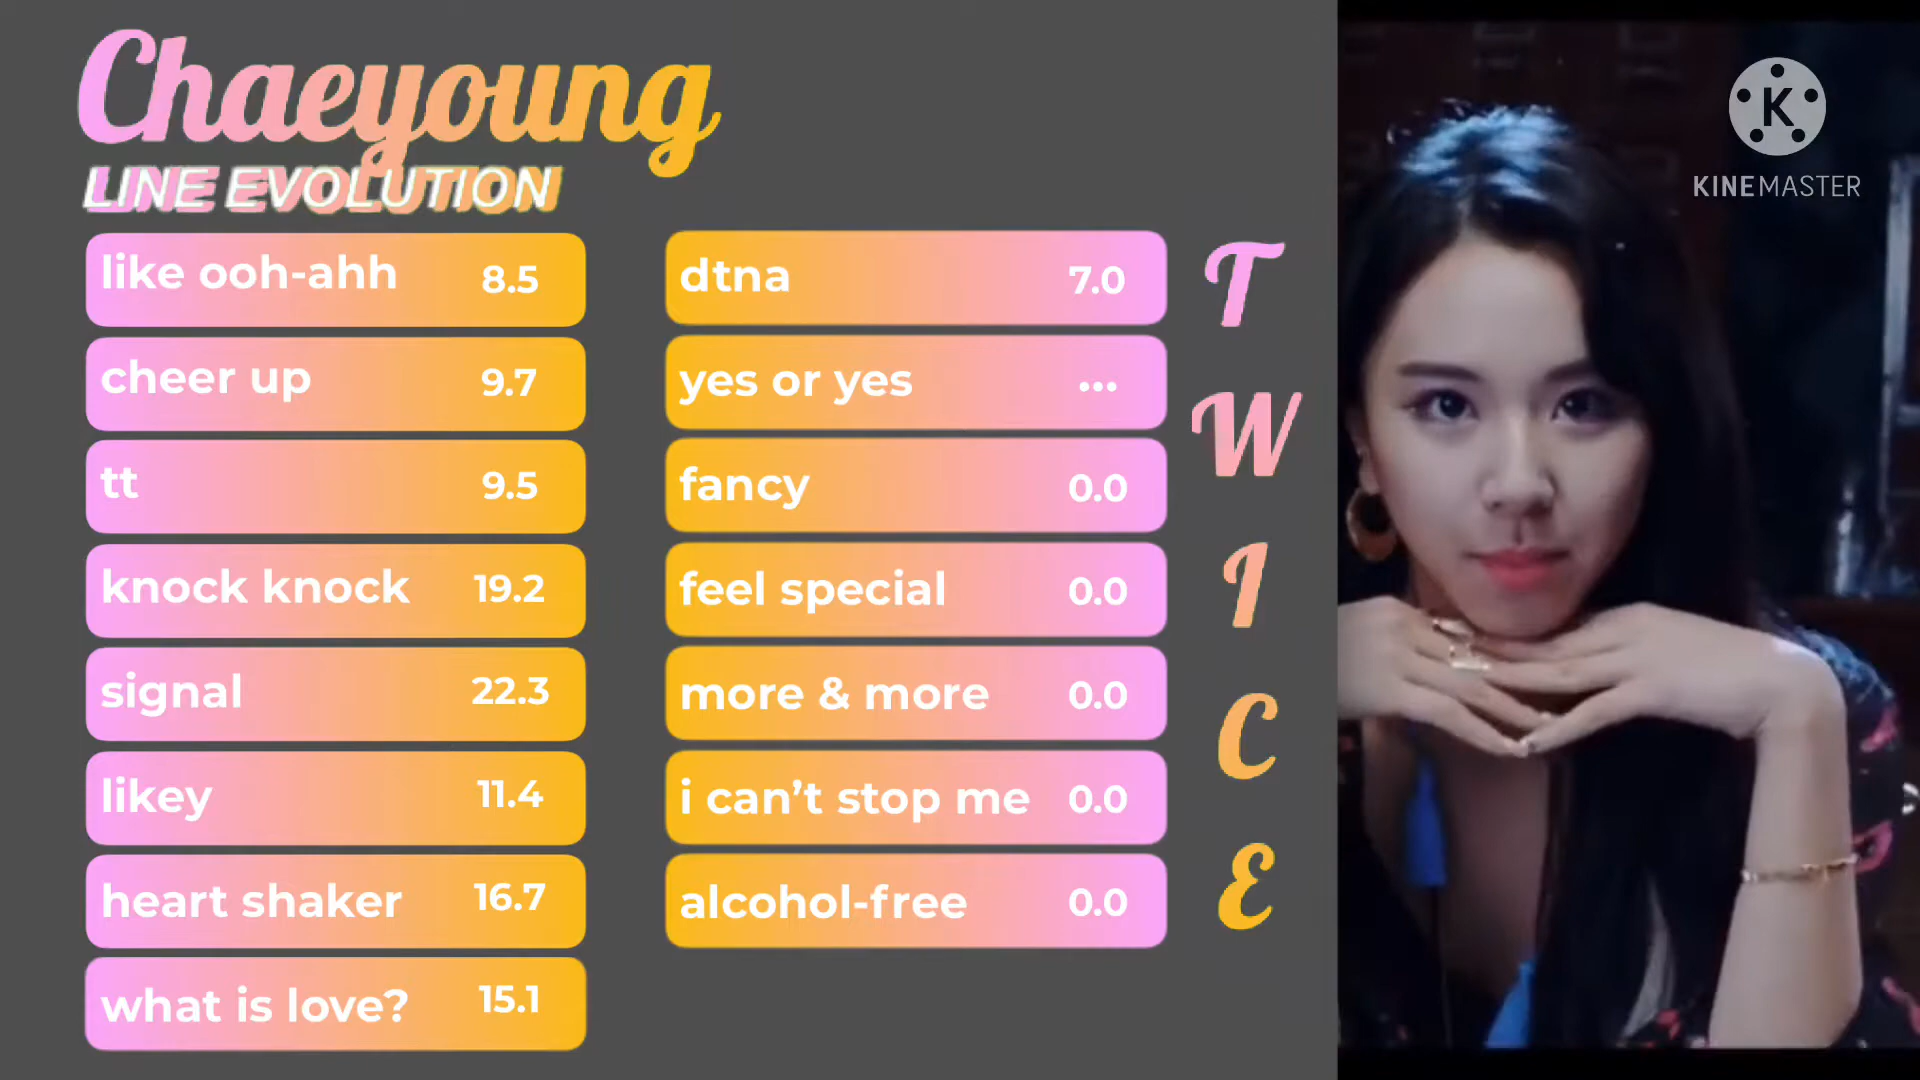 Chaeyoung
LINE EVOLUTION
like ooh-ahh 8.5
cheer up 9.7
tt 9.5
knock knock 19.2
signal 22.3
likey 11.4
heart shaker 16.7
what is love? 15.1
dtna 7.0
yes or yes ...
fancy 0.0
feel special 0.0
more & more 0.0
i can’t stop me 0.0
alcohol-free 0.0
T
W
I
C
E
K
KINEMASTER